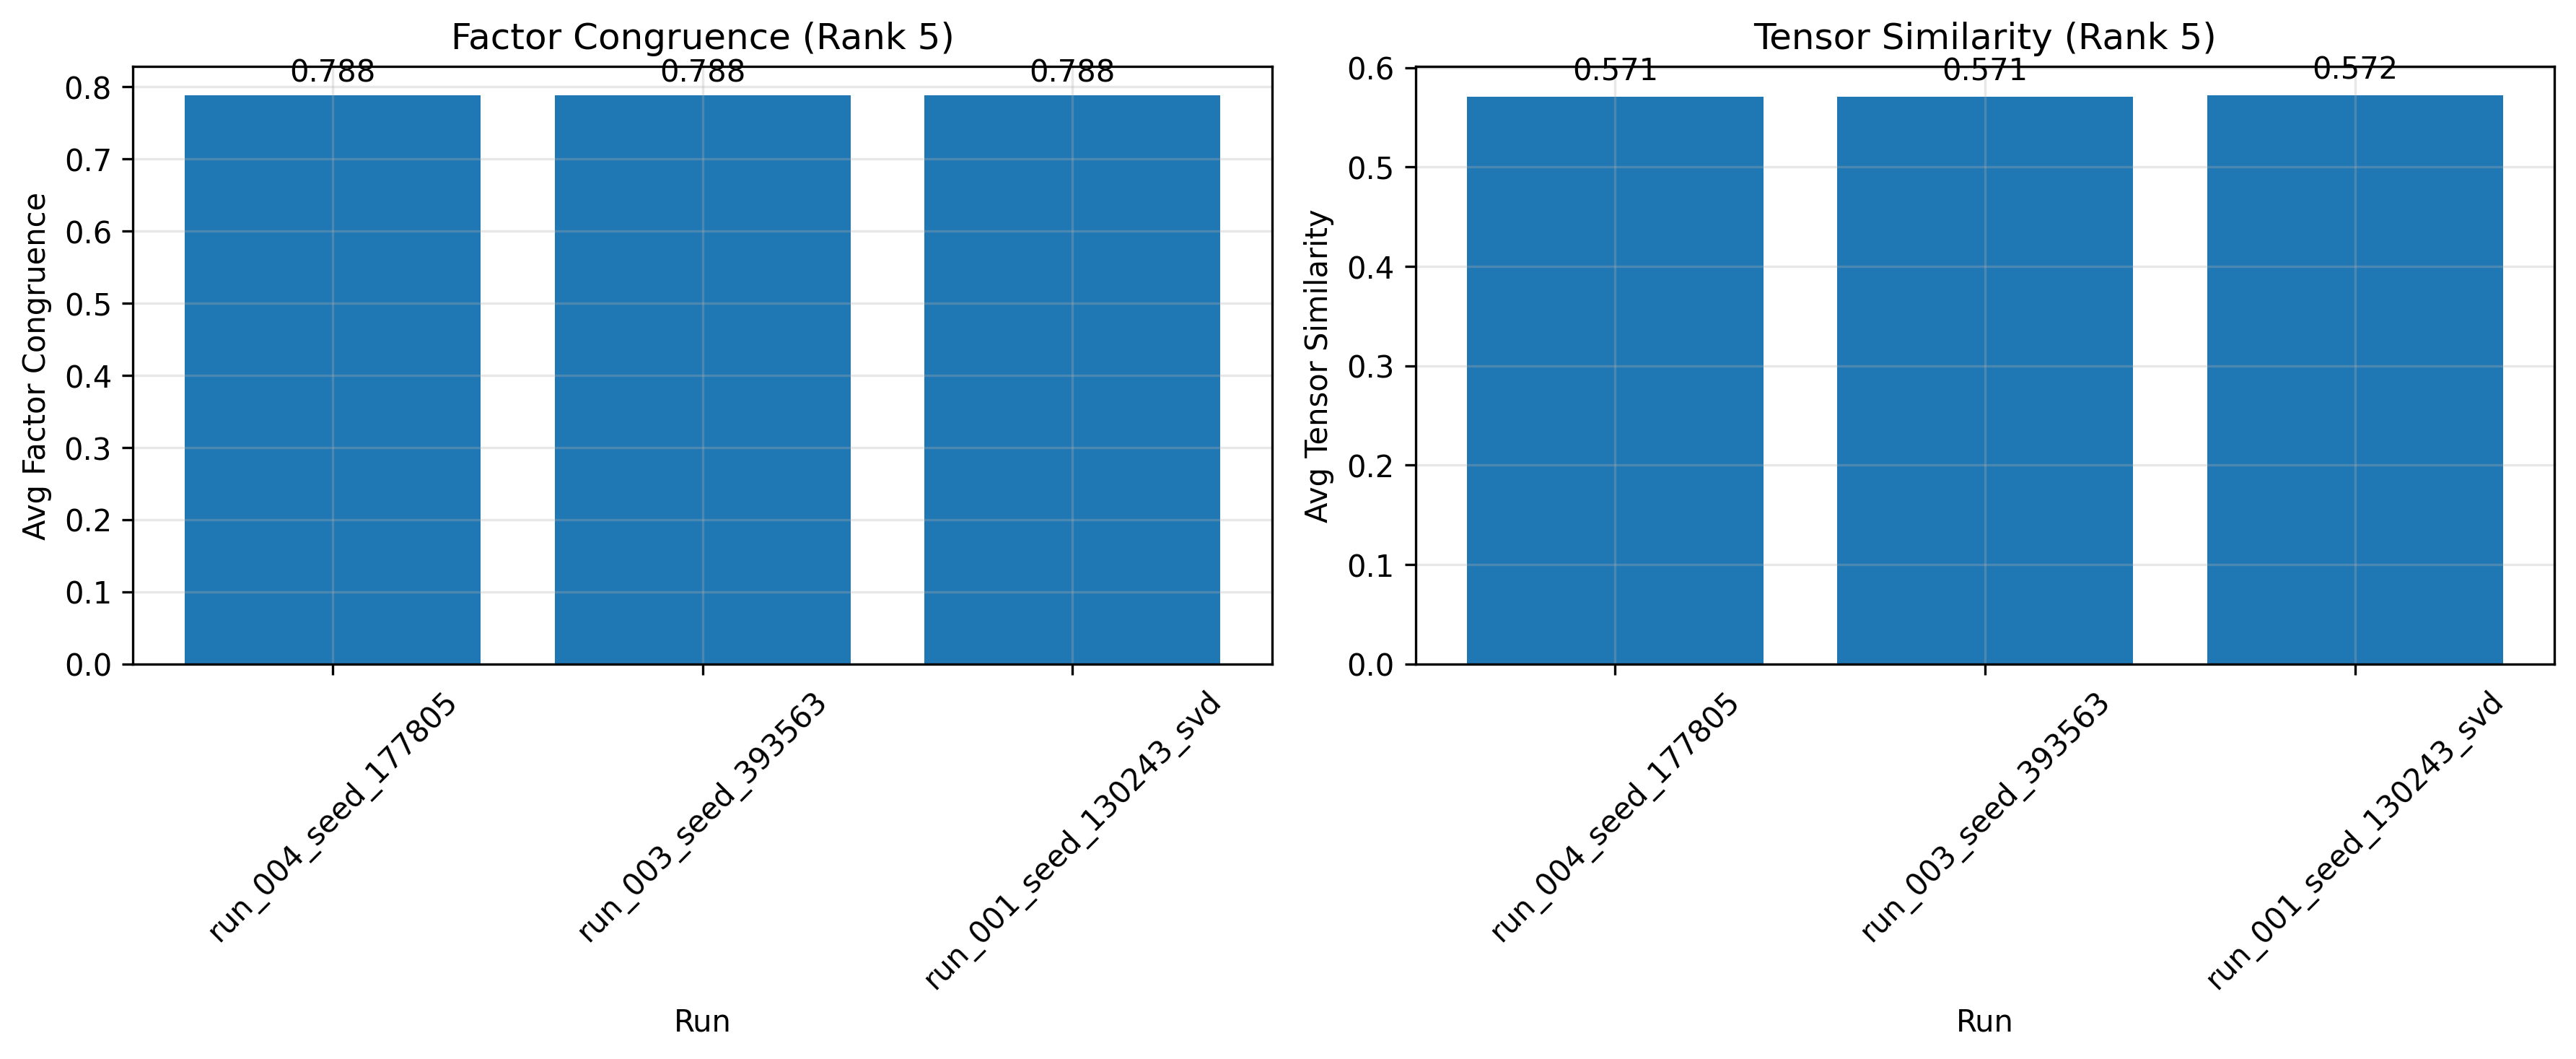 Factor Congruence (Rank 5)
0.788
0.788
0.788
0.8
0.7
0.6
0.5
0.4
0.3
0.2
0.1
0.0
Avg Factor Congruence
run_004_seed_177805
run_003_seed_393563
run_001_seed_130243_svd
Run
Tensor Similarity (Rank 5)
0.571
0.571
0.572
0.6
0.5
0.4
0.3
0.2
0.1
0.0
Avg Tensor Similarity
run_004_seed_177805
run_003_seed_393563
run_001_seed_130243_svd
Run